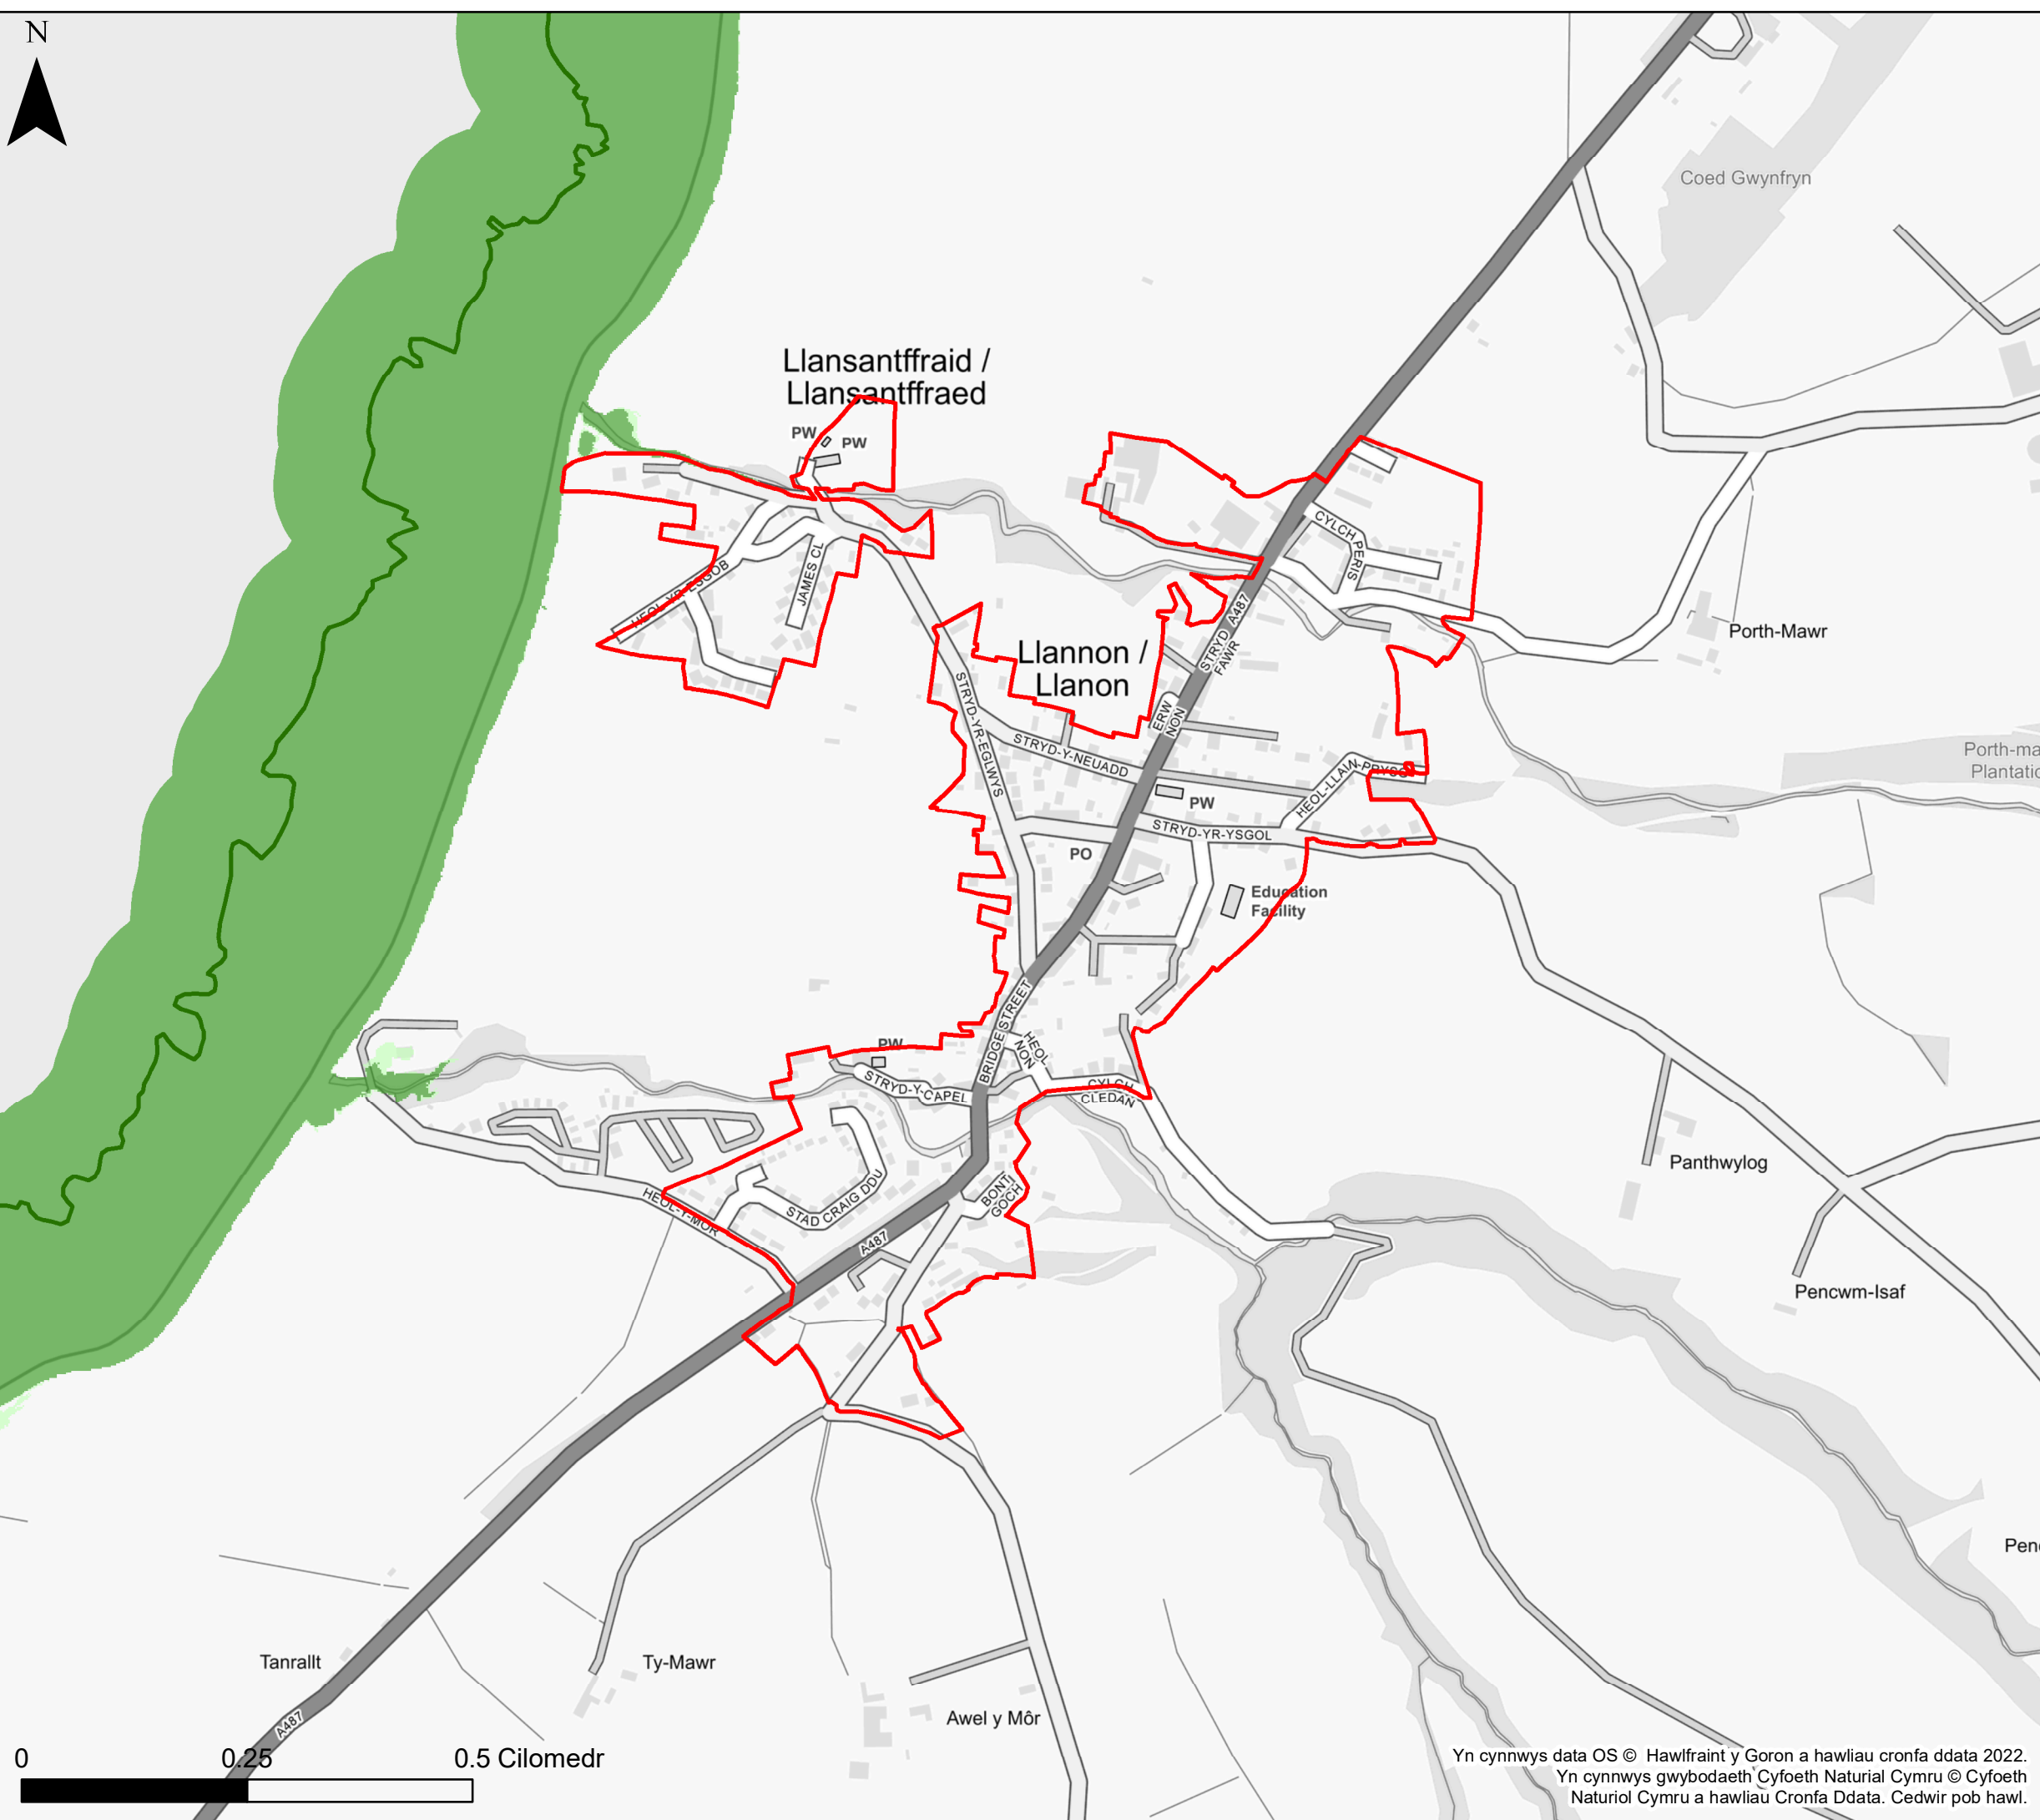 N
Coed Gwynfryn
Llansantffraid /
Llansantffraed
PW
PW
CYLCH PERIS
JAMES CL
HEOL-YR-ESGOB
STRYD FAWR
A487
Porth-Mawr
Llannon /
Llanon
STRYD-YR-EGLWYS
ERW
NON
STRYD-Y-NEUADD
Porth-ma
Plantatio
HEOL-LLAIN-PRYSG
PW
STRYD-YR-YSGOL
PO
Education
Facility
BRIDGE STREET
HEOL
NON
PW
STRYD-Y-CAPEL
CYLCH
CLEDAN
Panthwylog
HEOL-Y-MOR
STAD CRAIG DDU
BONT
GOCH
A487
Pencwm-Isaf
Pen
Tanrallt
Ty-Mawr
Awel y Môr
A487
0 0.25 0.5 Cilomedr
Yn cynnwys data OS © Hawlfraint y Goron a hawliau cronfa ddata 2022.
Yn cynnwys gwybodaeth Cyfoeth Naturial Cymru © Cyfoeth
Naturiol Cymru a hawliau Cronfa Ddata. Cedwir pob hawl.